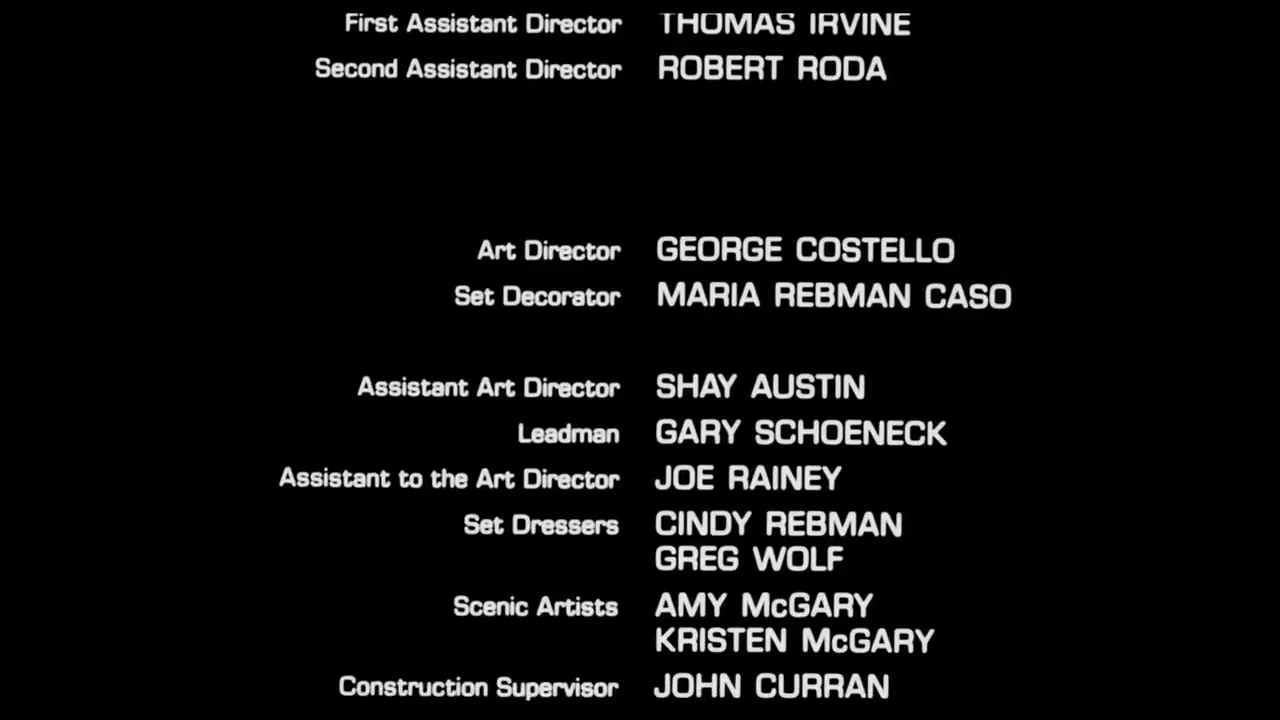 First Assistant Director THOMAS IRVINE
Second Assistant Director ROBERT RODA
Art Director GEORGE COSTELLO
Set Decorator MARIA REBMAN CASO
Assistant Art Director SHAY AUSTIN
Leadman GARY SCHOENECK
Assistant to the Art Director JOE RAINEY
Set Dressers CINDY REBMAN
GREG WOLF
Scenic Artists AMY McGARY
KRISTEN McGARY
Construction Supervisor JOHN CURRAN